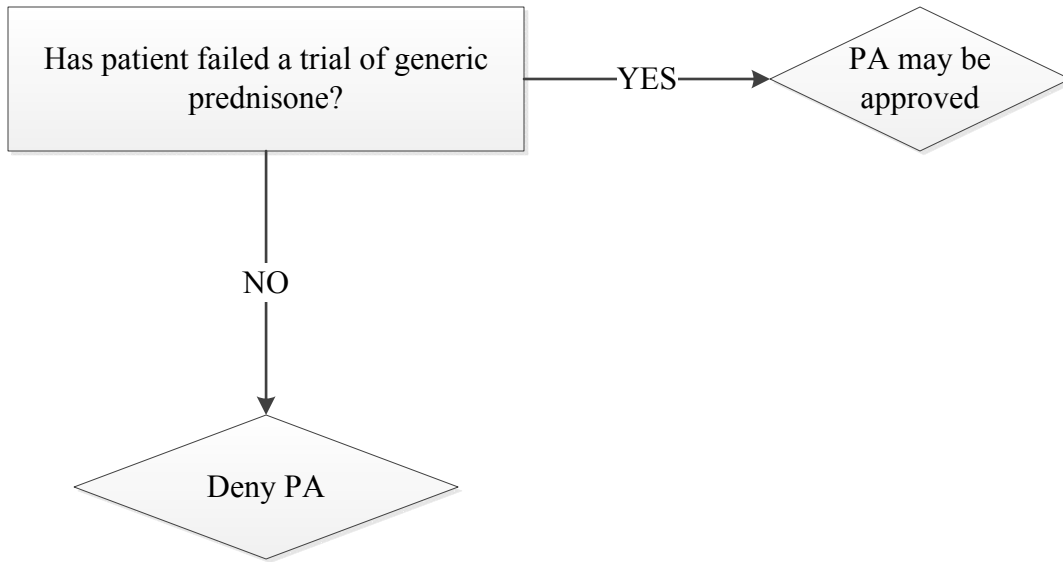 Has patient failed a trial of generic
prednisone?
YES
PA may be
approved
NO
Deny PA